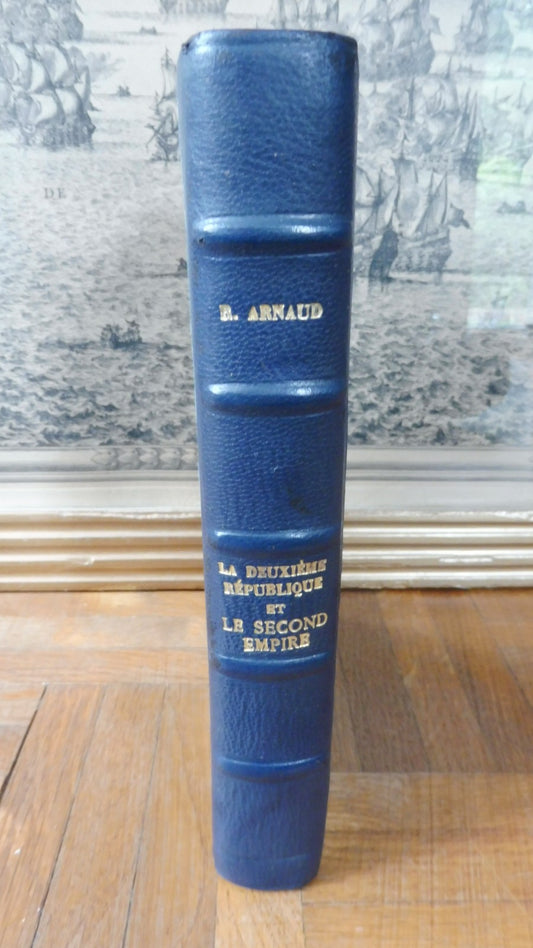 DE
R. ARNAUD
LA DEUXIÈME
RÉPUBLIQUE
ET
LE SECOND
EMPIRE